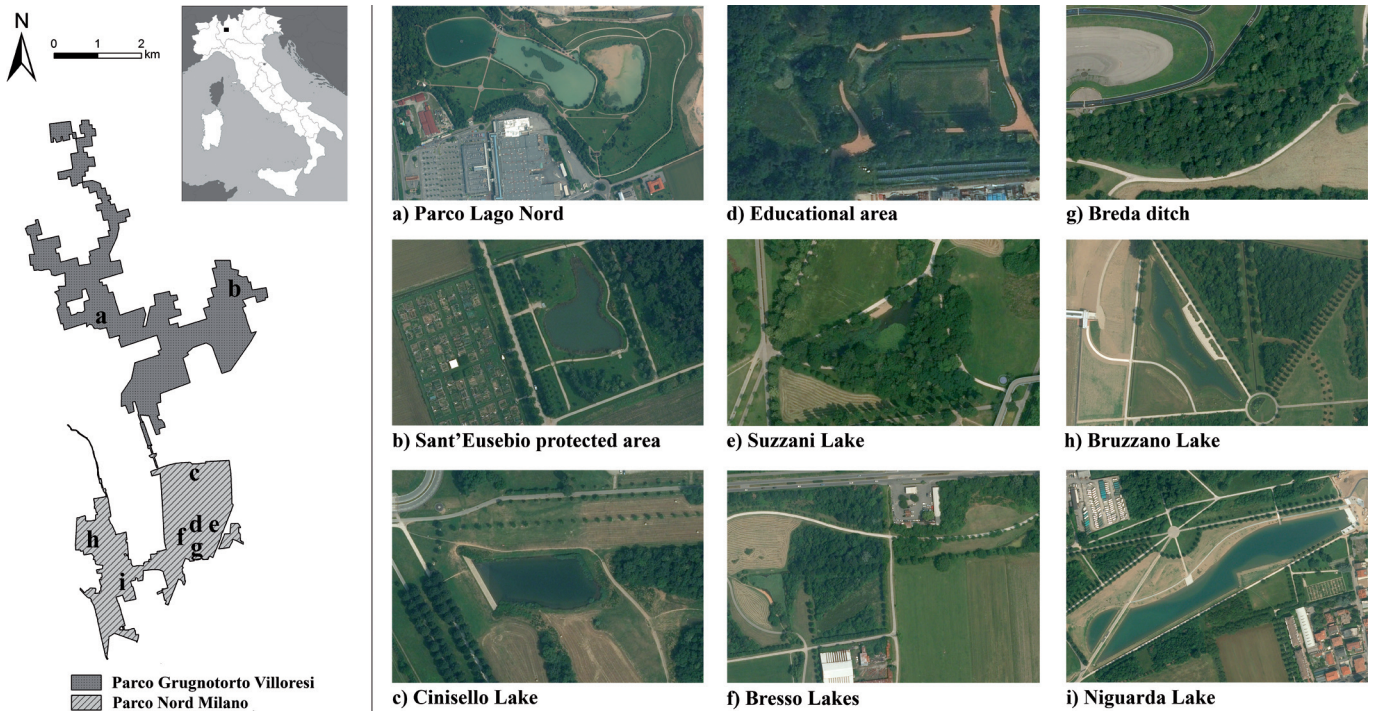 N
0 1 2
km
a
b
c
d e
f
g
h
i
Parco Grugnotorto Villoresi
Parco Nord Milano
a) Parco Lago Nord
d) Educational area
g) Breda ditch
b) Sant'Eusebio protected area
e) Suzzani Lake
h) Bruzzano Lake
c) Cinisello Lake
f) Bresso Lakes
i) Niguarda Lake